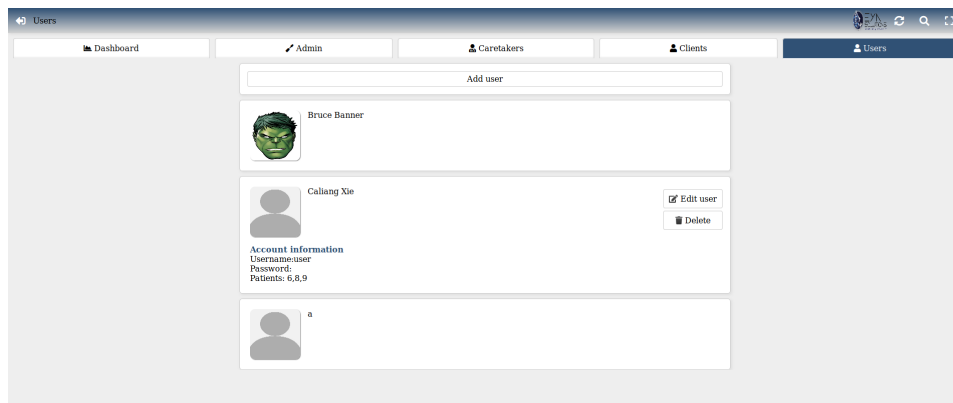 Users
Dashboard
Admin
Caretakers
Clients
Users
Add user
Bruce Banner
Caliang Xie
Edit user
Delete
Account information
Username:user
Password:
Patients: 6,8,9
a